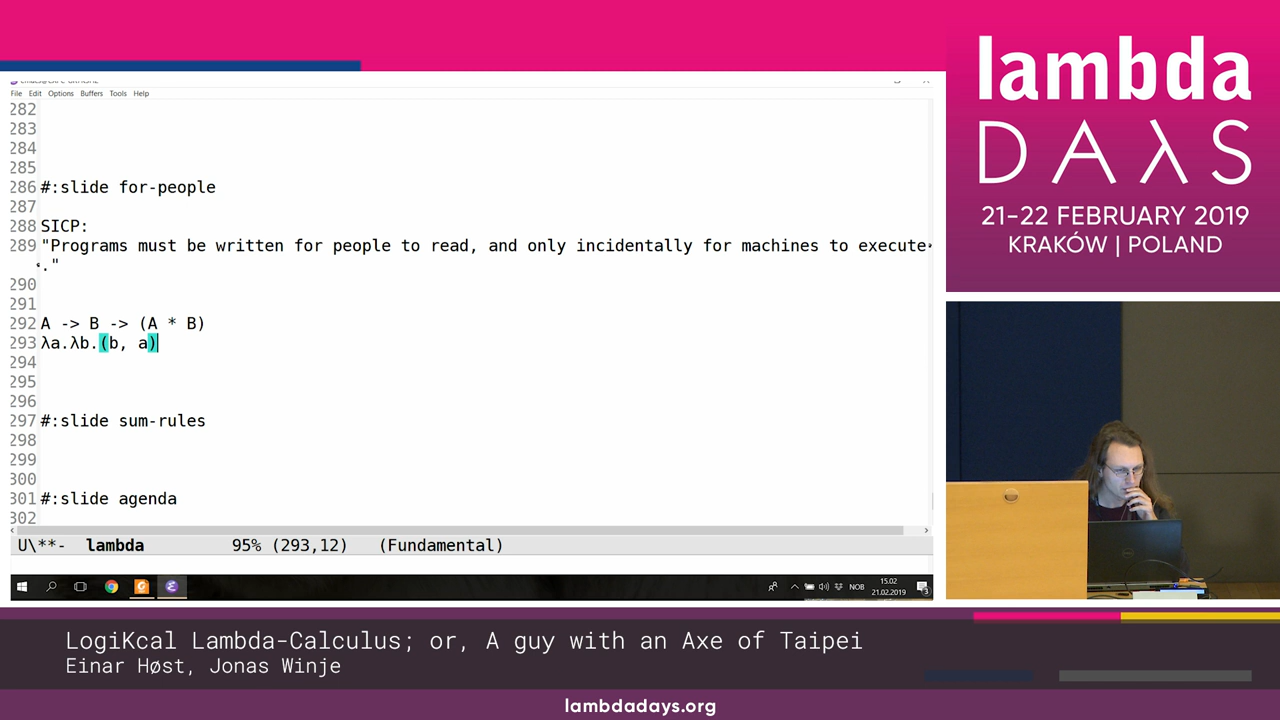 File Edit Options Buffers Tools Help
282
283
284
285
286 #:slide for-people
287
288 SICP:
289 "Programs must be written for people to read, and only incidentally for machines to execute
."
290
291
292 A -> B -> (A * B)
293 λa.λb.(b, a)
294
295
296
297 #:slide sum-rules
298
299
300
301 #:slide agenda
302
U\**- lambda 95% (293,12) (Fundamental)
NOB
15.02
21.02.2019
3
lambda
DAλS
21-22 FEBRUARY 2019
KRAKÓW | POLAND
LogiKcal Lambda-Calculus; or, A guy with an Axe of Taipei
Einar Høst, Jonas Winje
lambdadays.org